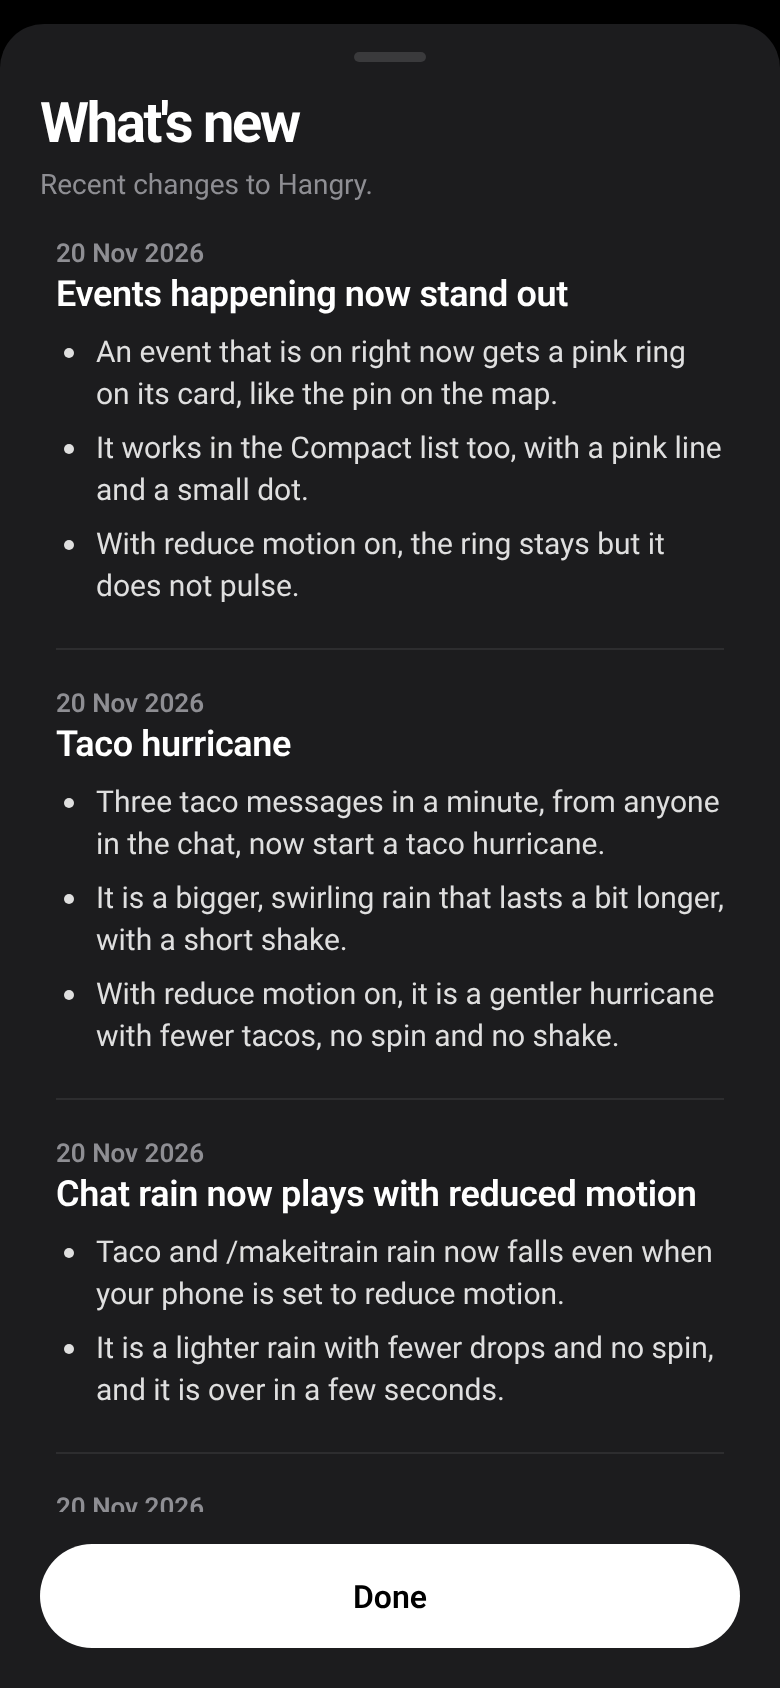 What's new
Recent changes to Hangry.
20 Nov 2026
Events happening now stand out
• An event that is on right now gets a pink ring
on its card, like the pin on the map.
• It works in the Compact list too, with a pink line
and a small dot.
• With reduce motion on, the ring stays but it
does not pulse.
20 Nov 2026
Taco hurricane
• Three taco messages in a minute, from anyone
in the chat, now start a taco hurricane.
• It is a bigger, swirling rain that lasts a bit longer,
with a short shake.
• With reduce motion on, it is a gentler hurricane
with fewer tacos, no spin and no shake.
20 Nov 2026
Chat rain now plays with reduced motion
• Taco and /makeitrain rain now falls even when
your phone is set to reduce motion.
• It is a lighter rain with fewer drops and no spin,
and it is over in a few seconds.
20 Nov 2026
Done